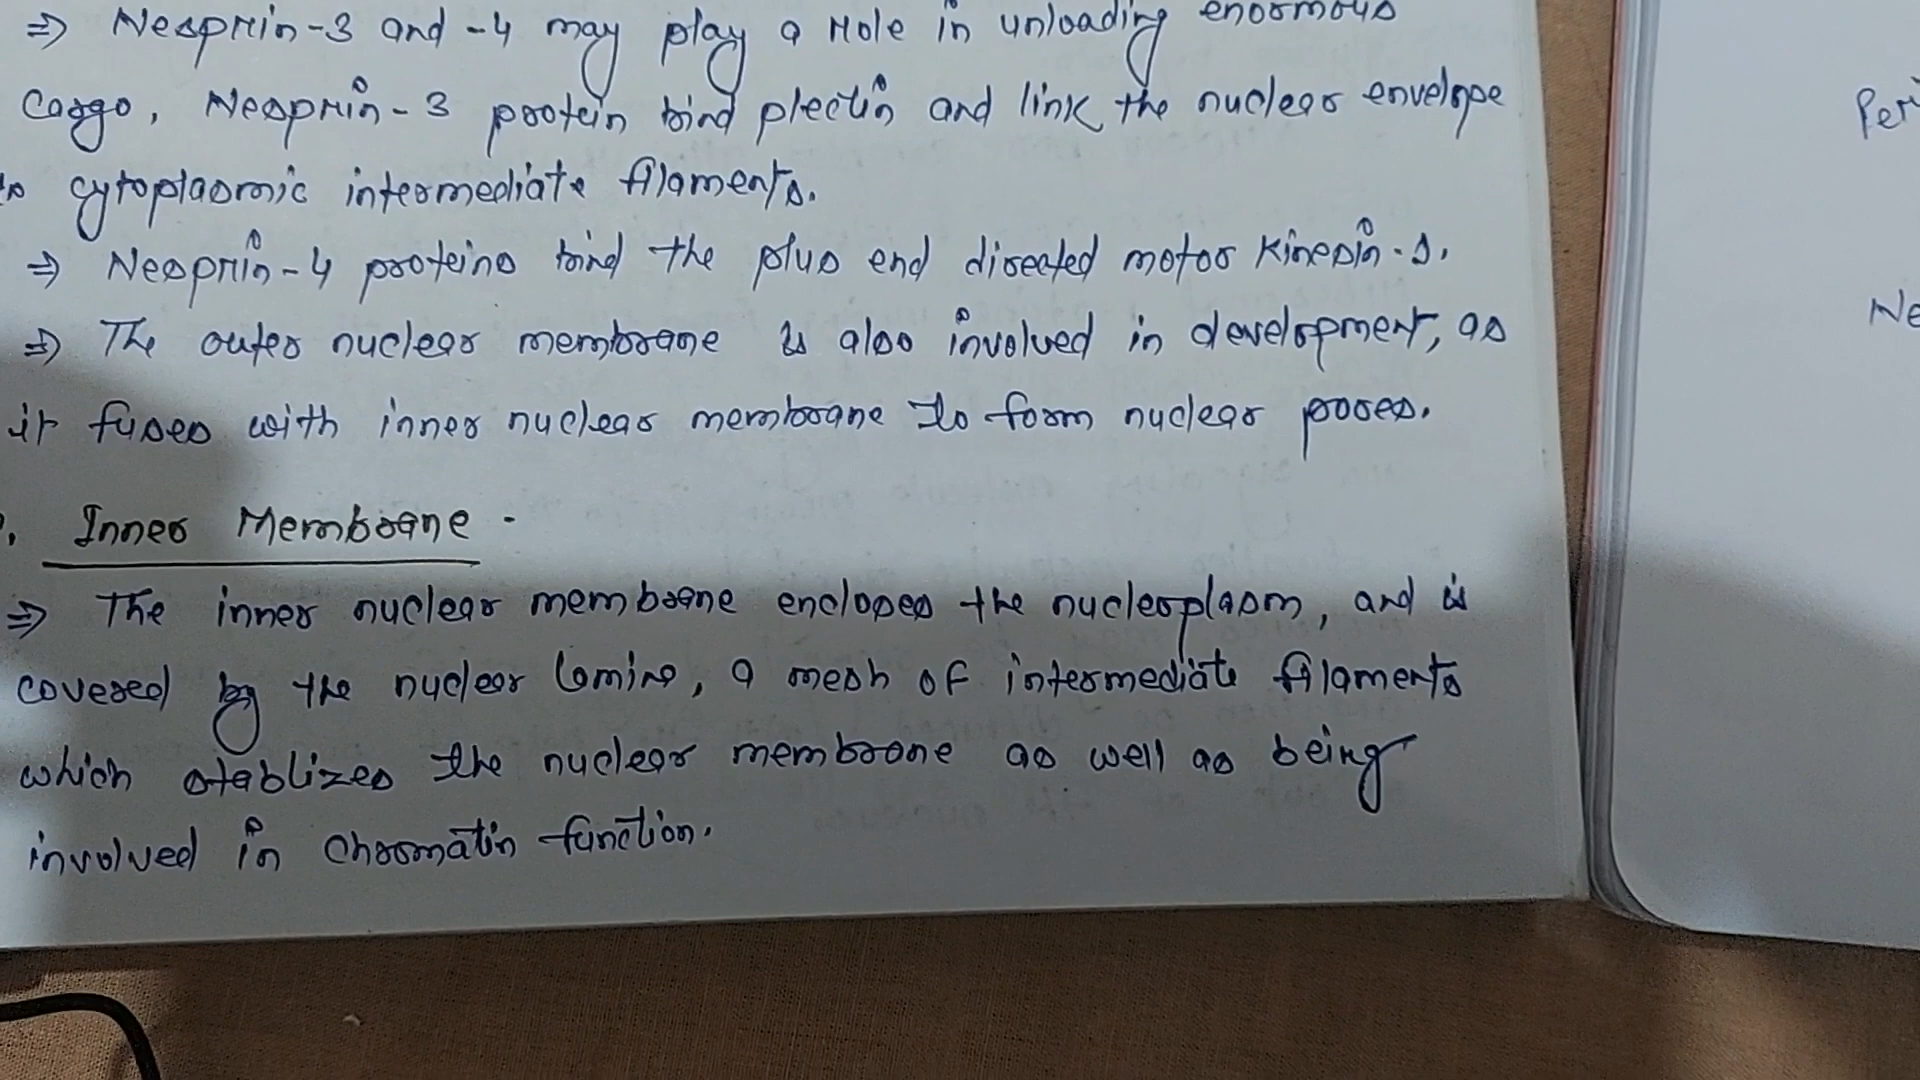 ⇒ Nesprin-3 and -4 may play a role in unloading enormous
cargo, Nesprin-3 protein bind plectin and link the nuclear envelope
to cytoplasmic intermediate filaments.
⇒ Nesprin-4 proteins bind the plus end directed motor Kinesin-1.
⇒ The outer nuclear membrane is also involved in development, as
it fuses with inner nuclear membrane to form nuclear pores.
Inner Membrane -
⇒ The inner nuclear membrane encloses the nucleoplasm, and is
covered by the nuclear lamina, a mesh of intermediate filaments
which stablizes the nuclear membrane as well as being
involved in chromatin function.
Peri
Ne